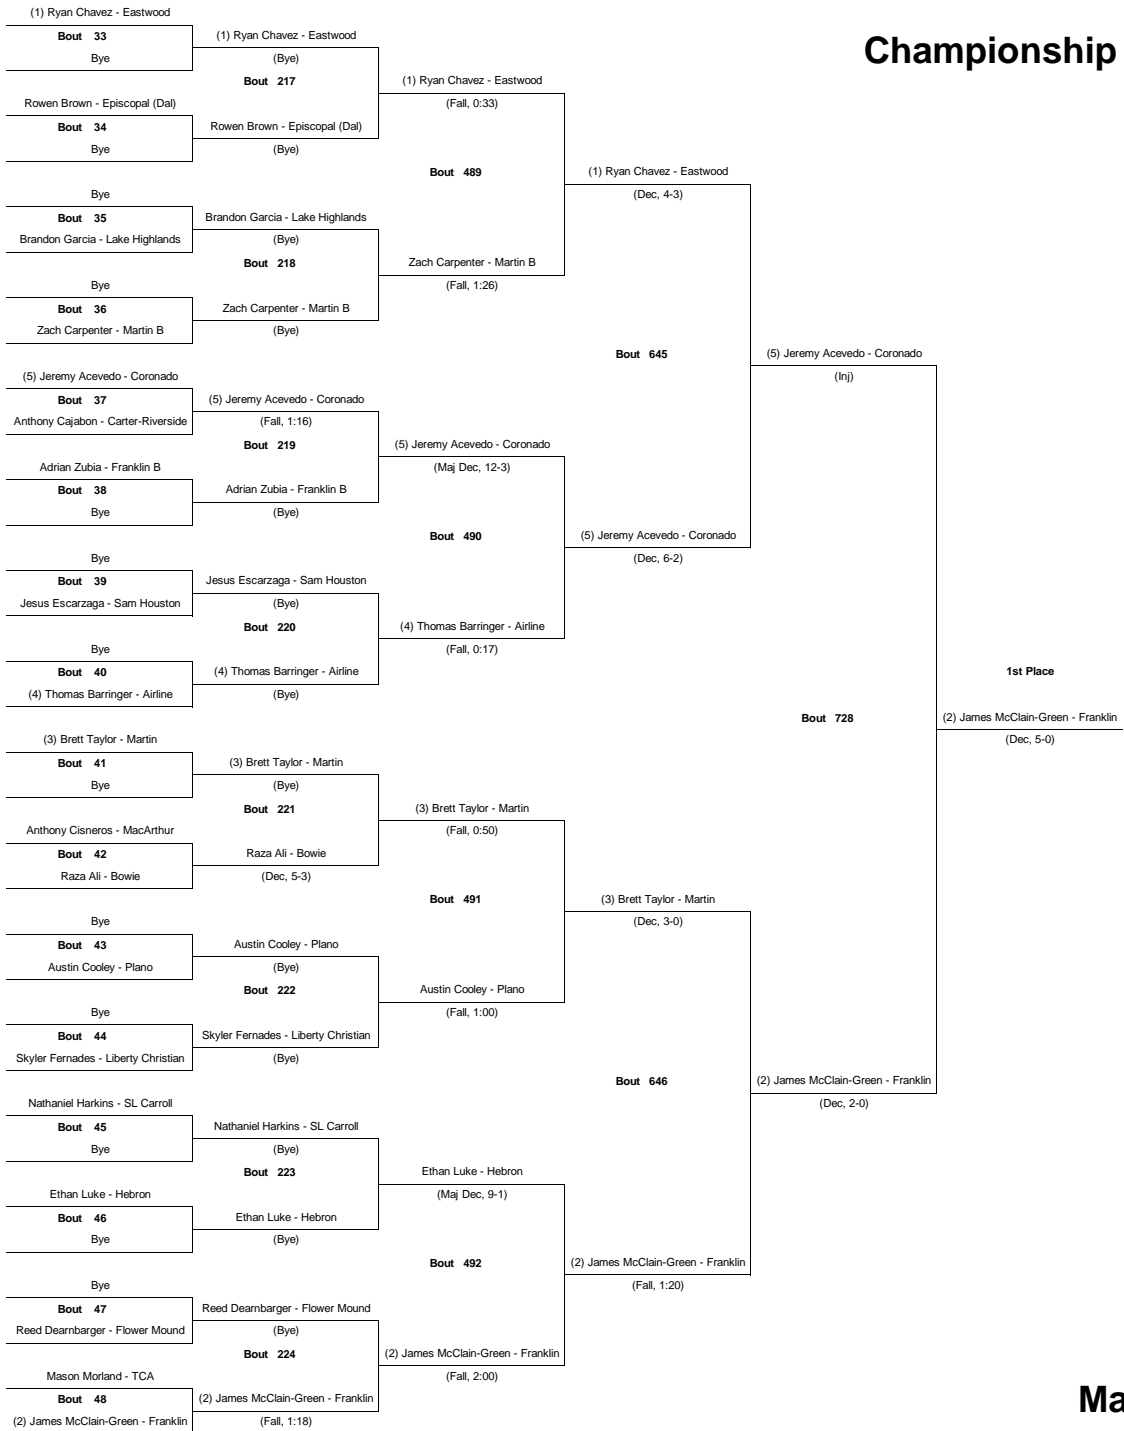 Championship
(1) Ryan Chavez - Eastwood
Bout 33
Bye
Rowen Brown - Episcopal (Dal)
Bout 34
Bye
Bye
Bout 35
Brandon Garcia - Lake Highlands
Bye
Bout 36
Zach Carpenter - Martin B
(5) Jeremy Acevedo - Coronado
Bout 37
Anthony Cajabon - Carter-Riverside
Adrian Zubia - Franklin B
Bout 38
Bye
Bye
Bout 39
Jesus Escarzaga - Sam Houston
Bye
Bout 40
(4) Thomas Barringer - Airline
(3) Brett Taylor - Martin
Bout 41
Bye
Anthony Cisneros - MacArthur
Bout 42
Raza Ali - Bowie
Bye
Bout 43
Austin Cooley - Plano
Bye
Bout 44
Skyler Fernades - Liberty Christian
Nathaniel Harkins - SL Carroll
Bout 45
Bye
Ethan Luke - Hebron
Bout 46
Bye
Bye
Bout 47
Reed Dearnbarger - Flower Mound
Mason Morland - TCA
Bout 48
(2) James McClain-Green - Franklin
(1) Ryan Chavez - Eastwood
(Bye)
Bout 217
Rowen Brown - Episcopal (Dal)
(Bye)
Brandon Garcia - Lake Highlands
(Bye)
Bout 218
Zach Carpenter - Martin B
(Bye)
(5) Jeremy Acevedo - Coronado
(Fall, 1:16)
Bout 219
Adrian Zubia - Franklin B
(Bye)
Jesus Escarzaga - Sam Houston
(Bye)
Bout 220
(4) Thomas Barringer - Airline
(Bye)
(3) Brett Taylor - Martin
(Bye)
Bout 221
Raza Ali - Bowie
(Dec, 5-3)
Austin Cooley - Plano
(Bye)
Bout 222
Skyler Fernades - Liberty Christian
(Bye)
Nathaniel Harkins - SL Carroll
(Bye)
Bout 223
Ethan Luke - Hebron
(Bye)
Reed Dearnbarger - Flower Mound
(Bye)
Bout 224
(2) James McClain-Green - Franklin
(Fall, 1:18)
(1) Ryan Chavez - Eastwood
(Fall, 0:33)
Bout 489
Zach Carpenter - Martin B
(Fall, 1:26)
(5) Jeremy Acevedo - Coronado
(Maj Dec, 12-3)
Bout 490
(4) Thomas Barringer - Airline
(Fall, 0:17)
(3) Brett Taylor - Martin
(Fall, 0:50)
Bout 491
Austin Cooley - Plano
(Fall, 1:00)
Ethan Luke - Hebron
(Maj Dec, 9-1)
Bout 492
(2) James McClain-Green - Franklin
(Fall, 2:00)
(1) Ryan Chavez - Eastwood
(Dec, 4-3)
Bout 645
(5) Jeremy Acevedo - Coronado
(Dec, 6-2)
(3) Brett Taylor - Martin
(Dec, 3-0)
Bout 646
(2) James McClain-Green - Franklin
(Fall, 1:20)
(5) Jeremy Acevedo - Coronado
(Inj)
Bout 728
(2) James McClain-Green - Franklin
(Dec, 2-0)
1st Place
(2) James McClain-Green - Franklin
(Dec, 5-0)
Ma